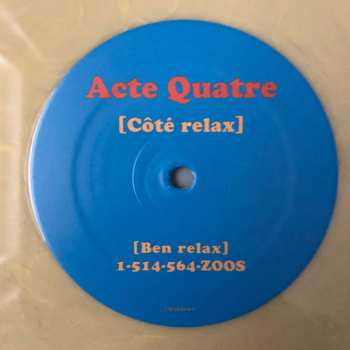 Acte Quatre
[Côté relax]
[Ben relax]
1-514-564-ZOOS